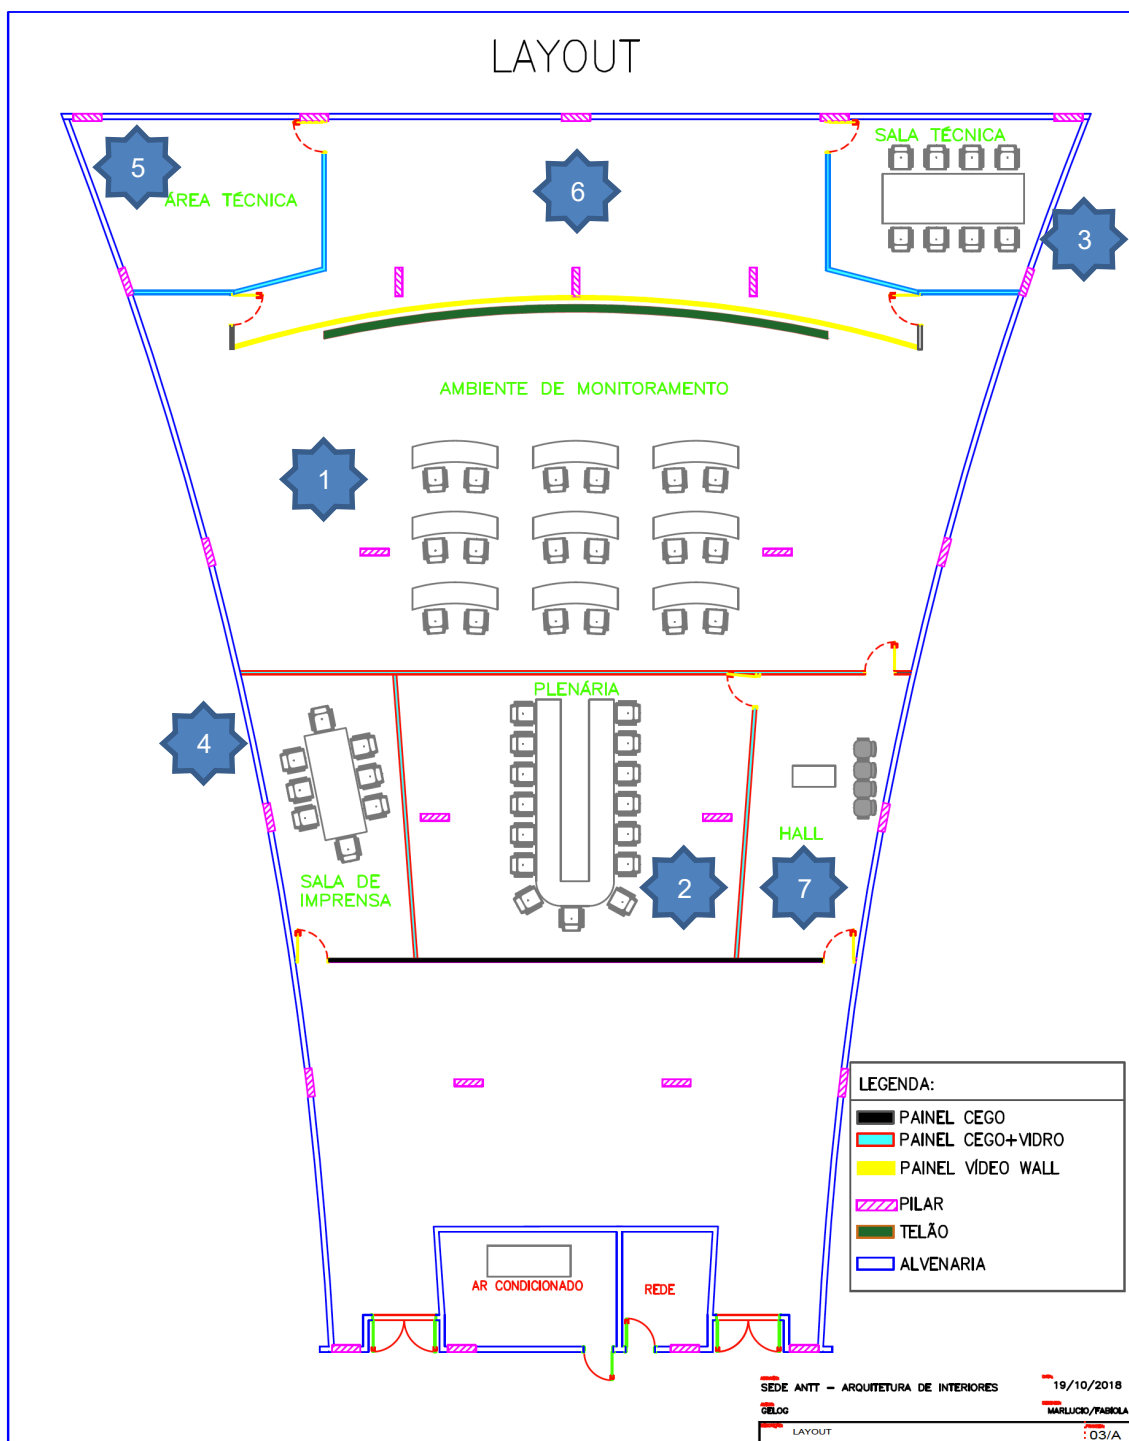 LAYOUT
5
ÁREA TÉCNICA
6
SALA TÉCNICA
3
AMBIENTE DE MONITORAMENTO
1
PLENÁRIA
4
HALL
SALA DE
IMPRENSA
2
7
LEGENDA:
PAINEL CEGO
PAINEL CEGO+VIDRO
PAINEL VÍDEO WALL
PILAR
TELÃO
ALVENARIA
AR CONDICIONADO
REDE
SEDE ANTT - ARQUITETURA DE INTERIORES
19/10/2018
GELOG
MARLUCIO/FABIOLA
LAYOUT
03/A